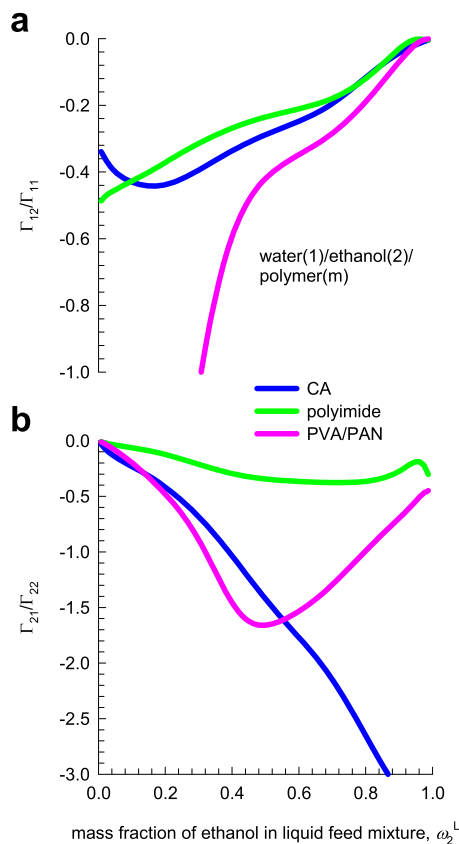 a
0.0
-0.2
-0.4
-0.6
-0.8
-1.0
Γ12/Γ11
water(1)/ethanol(2)/
polymer(m)
CA
polyimide
PVA/PAN
b
0.0
-0.5
-1.0
-1.5
-2.0
-2.5
-3.0
Γ21/Γ22
0.0 0.2 0.4 0.6 0.8 1.0
mass fraction of ethanol in liquid feed mixture, ω2L